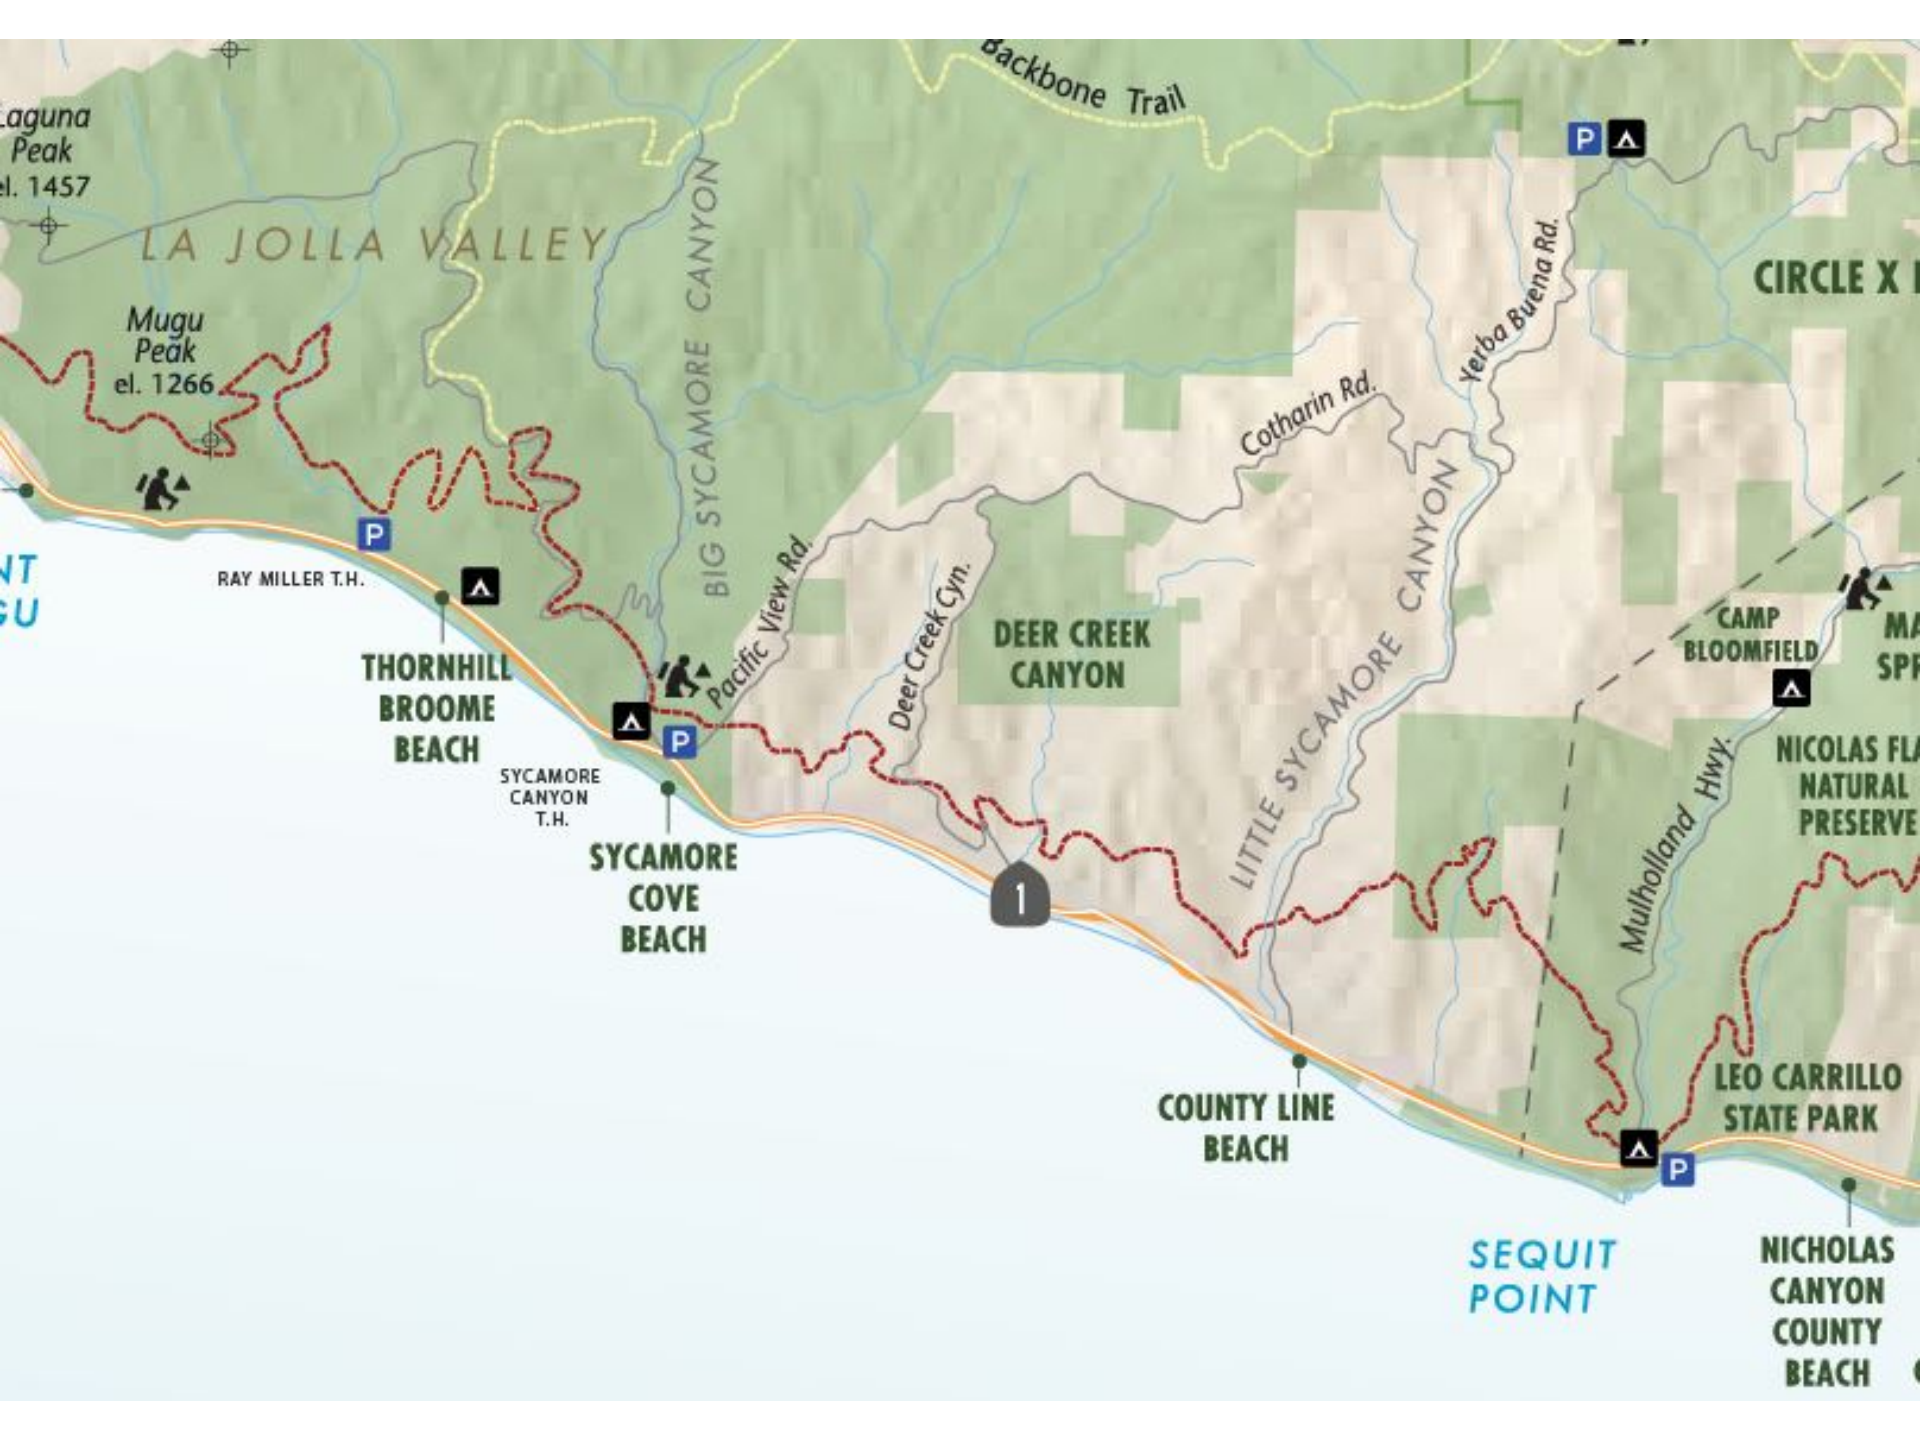 Backbone Trail
Laguna
Peak
el. 1457
P
LA JOLLA VALLEY
BIG SYCAMORE CANYON
Yerba Buena Rd.
CIRCLE X
Mugu
Peak
el. 1266
Cotharin Rd.
P
RAY MILLER T.H.
Pacific View Rd.
Deer Creek Cyn.
DEER CREEK
CANYON
LITTLE SYCAMORE CANYON
CAMP
BLOOMFIELD
THORNHILL
BROOME
BEACH
P
SYCAMORE
CANYON
T.H.
Mulholland Hwy.
NICOLAS
NATURAL
PRESERVE
SYCAMORE
COVE
BEACH
1
COUNTY LINE
BEACH
LEO CARRILLO
STATE PARK
P
SEQUIT
POINT
NICHOLAS
CANYON
COUNTY
BEACH